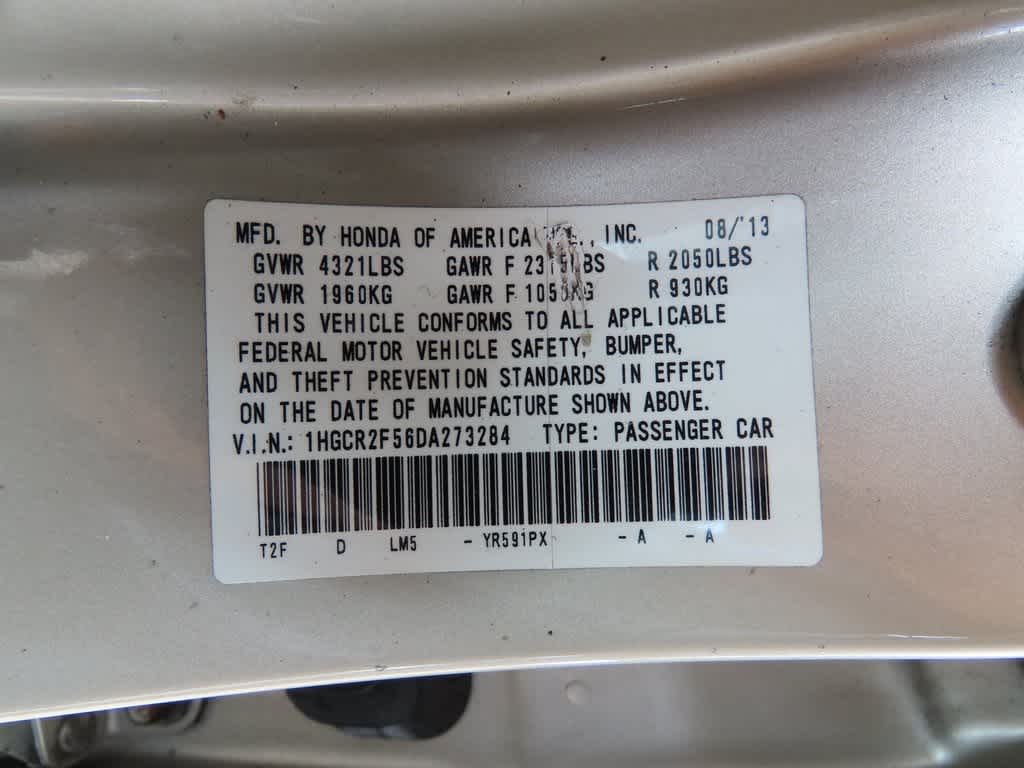 MFD. BY HONDA OF AMERICA , INC. 08/'13
GVWR 4321LBS GAWR F R 2050LBS
GVWR 1960KG GAWR F R 930KG
THIS VEHICLE CONFORMS TO ALL APPLICABLE
FEDERAL MOTOR VEHICLE SAFETY, BUMPER,
AND THEFT PREVENTION STANDARDS IN EFFECT
ON THE DATE OF MANUFACTURE SHOWN ABOVE.
V.I.N.: 1HGCR2F56DA273284 TYPE: PASSENGER CAR
T2F D LM5 - YR591PX - A - A